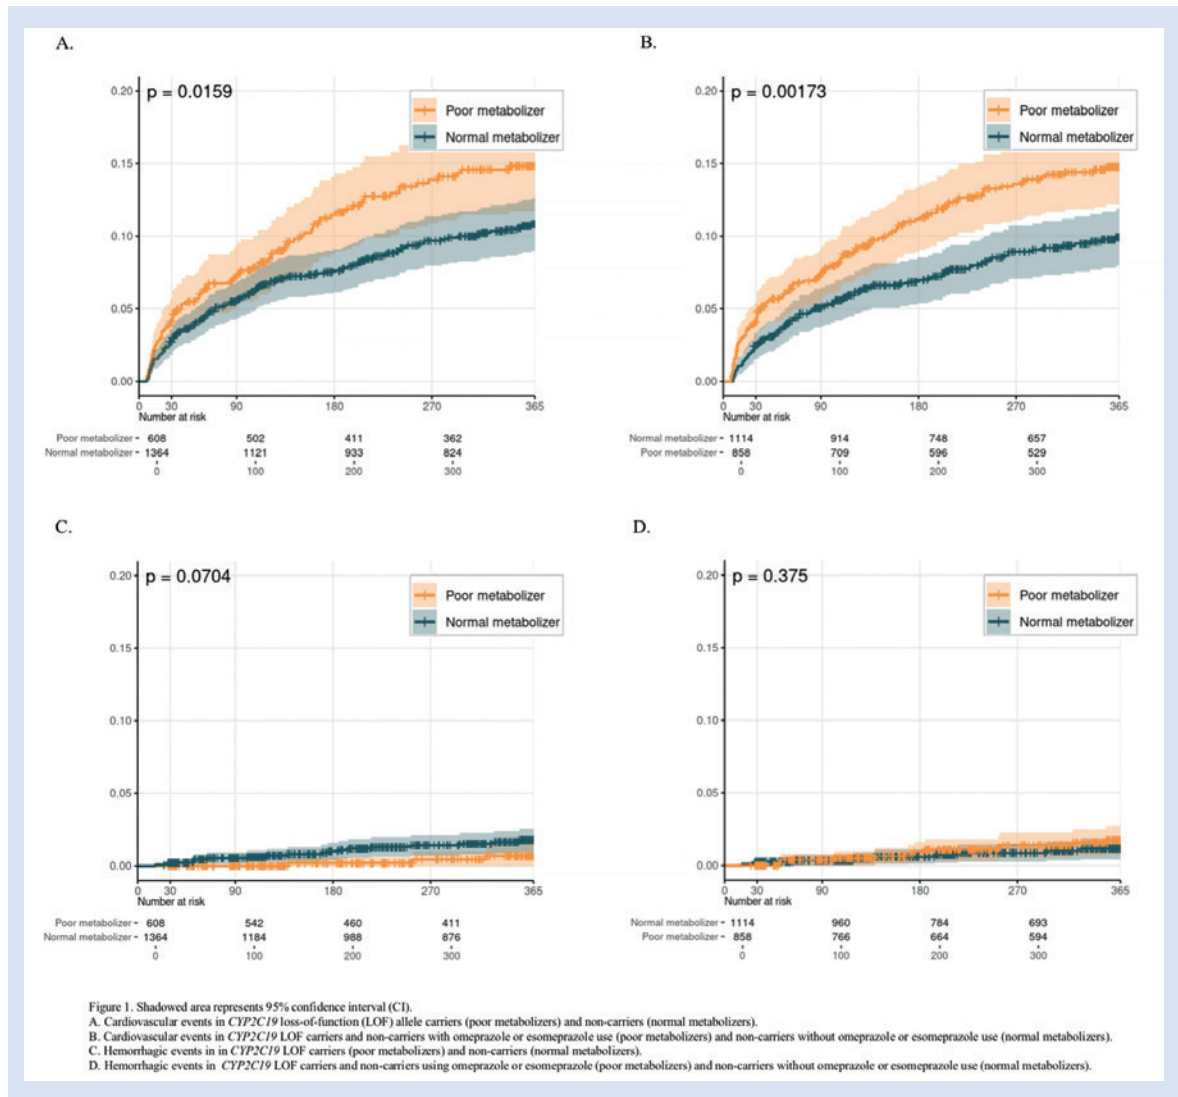 A.
p = 0.0159
Poor metabolizer
Normal metabolizer
0.20
0.15
0.10
0.05
0.00
0 30 90 180 270 365
Number at risk
Poor metabolizer - 608 502 411 362
Normal metabolizer - 1364 1121 933 824
0 100 200 300
B.
p = 0.00173
Poor metabolizer
Normal metabolizer
0.20
0.15
0.10
0.05
0.00
0 30 90 180 270 365
Number at risk
Normal metabolizer - 1114 914 748 657
Poor metabolizer - 858 709 596 529
0 100 200 300
C.
p = 0.0704
Poor metabolizer
Normal metabolizer
0.20
0.15
0.10
0.05
0.00
0 30 90 180 270 365
Number at risk
Poor metabolizer - 608 542 460 411
Normal metabolizer - 1364 1184 988 876
0 100 200 300
D.
p = 0.375
Poor metabolizer
Normal metabolizer
0.20
0.15
0.10
0.05
0.00
0 30 90 180 270 365
Number at risk
Normal metabolizer - 1114 960 784 693
Poor metabolizer - 858 766 664 594
0 100 200 300
Figure 1. Shadowed area represents 95% confidence interval (CI).
A. Cardiovascular events in CYP2C19 loss-of-function (LOF) allele carriers (poor metabolizers) and non-carriers (normal metabolizers).
B. Cardiovascular events in CYP2C19 LOF carriers and non-carriers with omeprazole or esomeprazole use (poor metabolizers) and non-carriers without omeprazole or esomeprazole use (normal metabolizers).
C. Hemorrhagic events in in CYP2C19 LOF carriers (poor metabolizers) and non-carriers (normal metabolizers).
D. Hemorrhagic events in CYP2C19 LOF carriers and non-carriers using omeprazole or esomeprazole (poor metabolizers) and non-carriers without omeprazole or esomeprazole use (normal metabolizers).